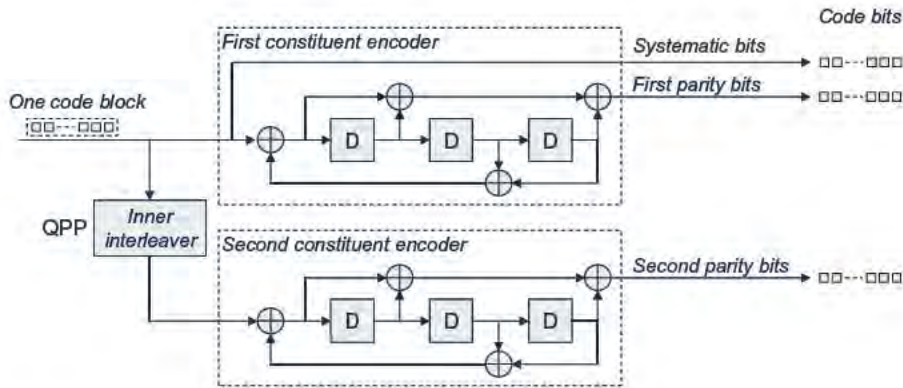 Code bits
First constituent encoder
Systematic bits
First parity bits
One code block
D
D
D
QPP
Inner
interleaver
Second constituent encoder
Second parity bits
D
D
D